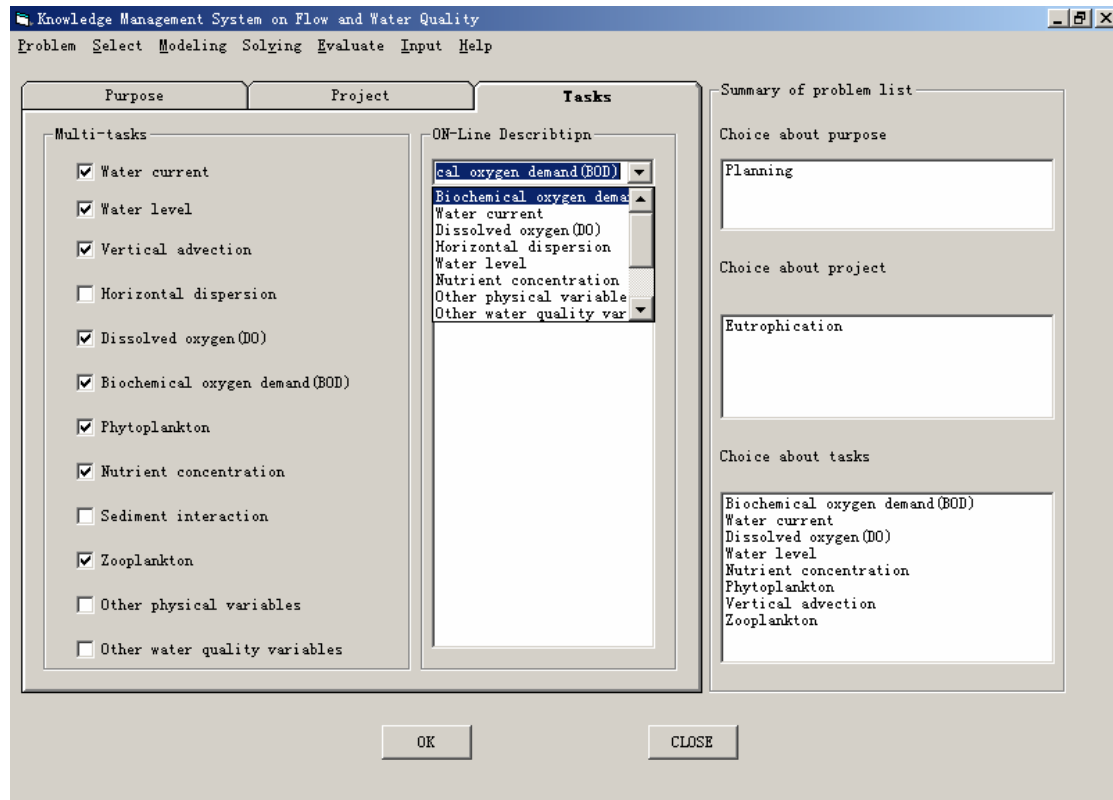 Knowledge Management System on Flow and Water Quality
Problem Select Modeling Solving Evaluate Input Help
Purpose Project Tasks
Multi-tasks
Water current
Water level
Vertical advection
Horizontal dispersion
Dissolved oxygen(DO)
Biochemical oxygen demand(BOD)
Phytoplankton
Nutrient concentration
Sediment interaction
Zooplankton
Other physical variables
Other water quality variables
ON-Line Describtipn
cal oxygen demand(BOD)
Biochemical oxygen dema
Water current
Dissolved oxygen(DO)
Horizontal dispersion
Water level
Nutrient concentration
Other physical variable
Other water quality var
Summary of problem list
Choice about purpose
Planning
Choice about project
Eutrophication
Choice about tasks
Biochemical oxygen demand(BOD)
Water current
Dissolved oxygen(DO)
Water level
Nutrient concentration
Phytoplankton
Vertical advection
Zooplankton
OK CLOSE